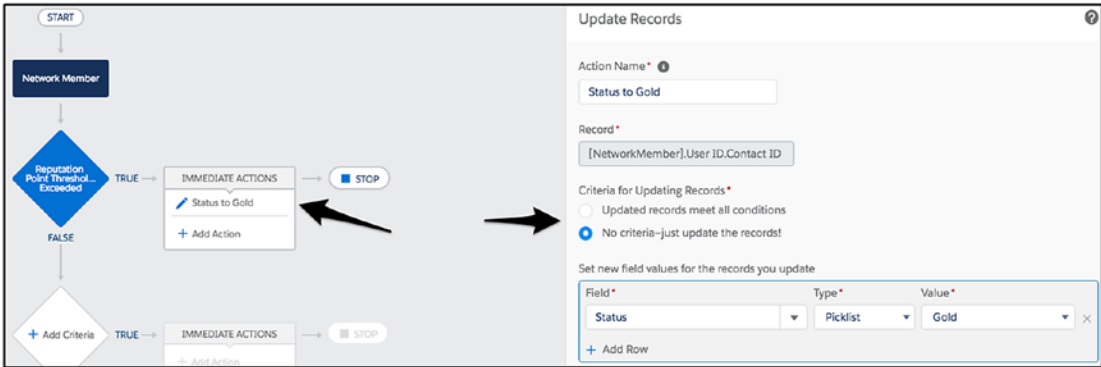 START
Network Member
Reputation
Point Threshol...
Exceeded
TRUE
IMMEDIATE ACTIONS
Status to Gold
+ Add Action
STOP
FALSE
+ Add Criteria
TRUE
IMMEDIATE ACTIONS
+ Add Action
STOP
Update Records
?
Action Name* i
Status to Gold
Record*
[NetworkMember].User ID.Contact ID
Criteria for Updating Records*
Updated records meet all conditions
No criteria—just update the records!
Set new field values for the records you update
Field* Type* Value*
Status Picklist Gold ×
+ Add Row